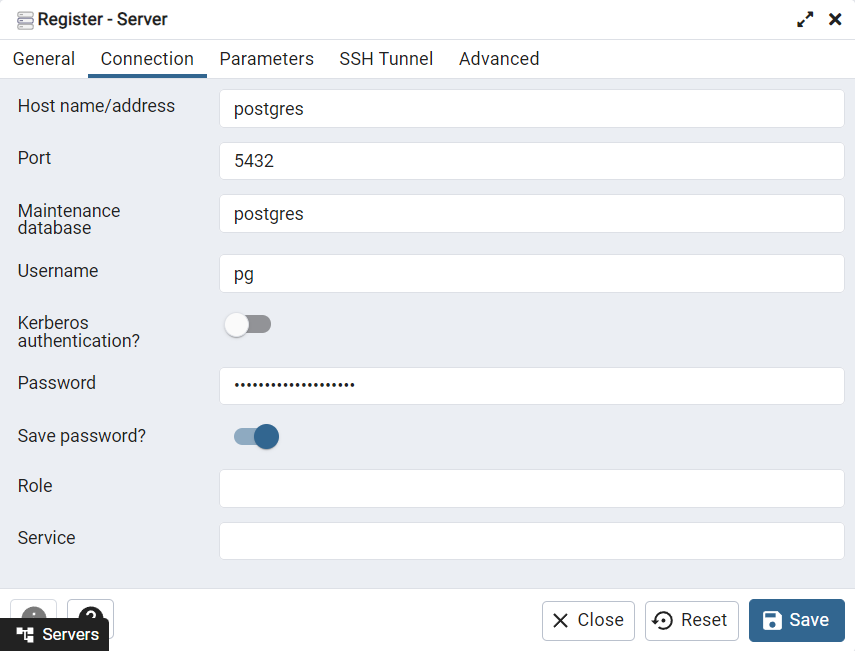 Register - Server
General Connection Parameters SSH Tunnel Advanced
Host name/address postgres
Port 5432
Maintenance
database
postgres
Username pg
Kerberos
authentication?
Password •••••••••••••••••••
Save password?
Role
Service
Servers
Close Reset Save